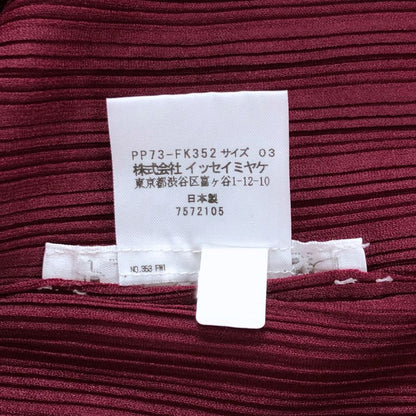 PP73-FK352 サイズ 03
株式会社 イッセイミヤケ
東京都渋谷区富ヶ谷1-12-10
日本製
7572105
NO.353 FW1